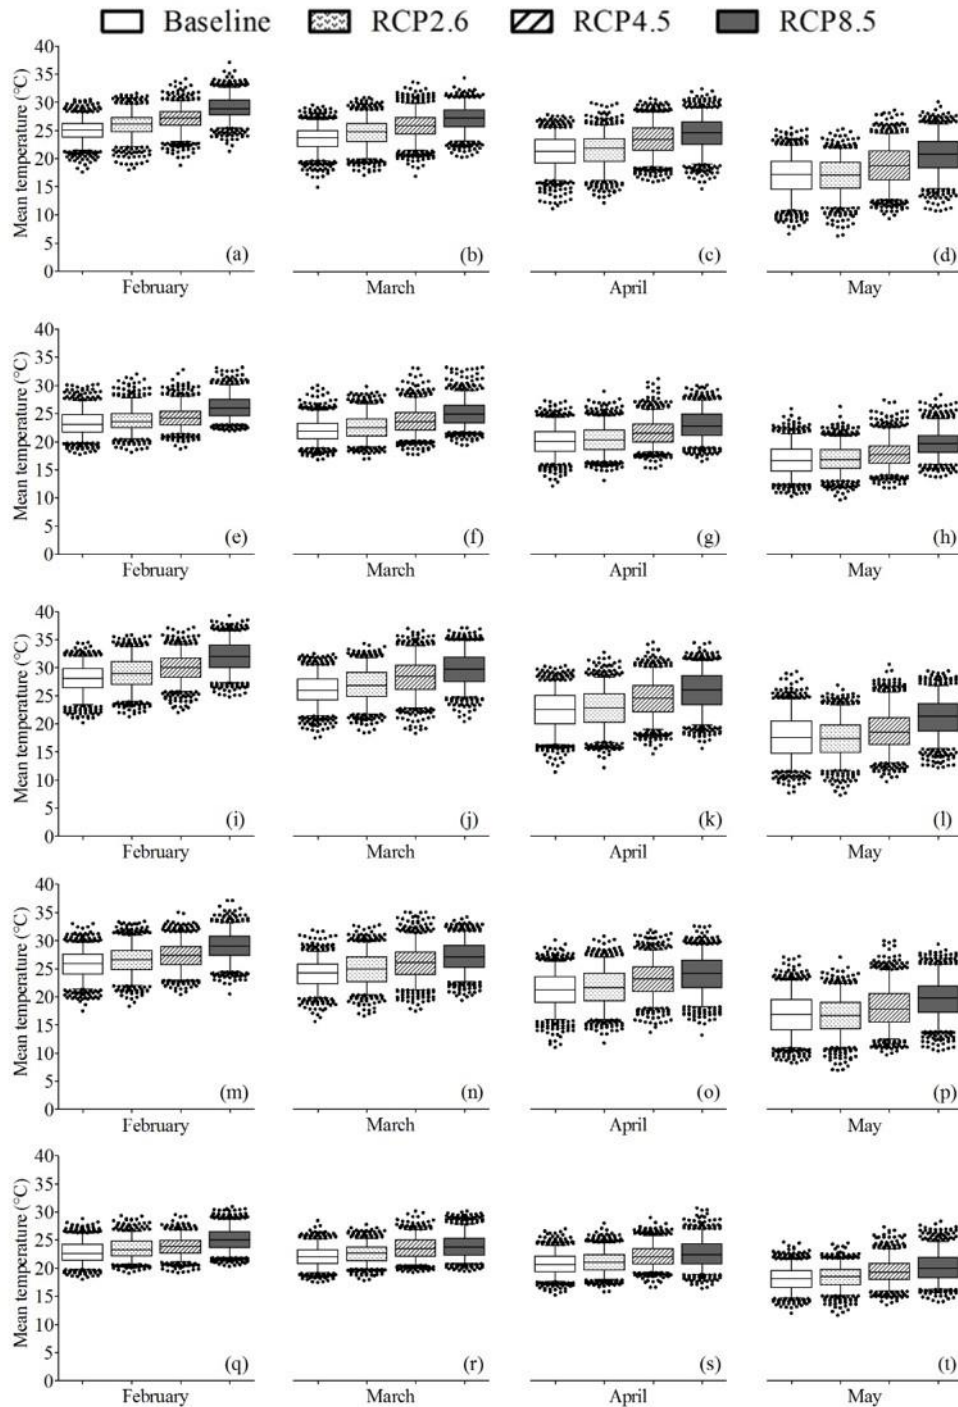 Baseline RCP2.6 RCP4.5 RCP8.5
Mean temperature (°C)
40
35
30
25
20
15
10
5
0
(a) (b) (c) (d)
February March April May
Mean temperature (°C)
40
35
30
25
20
15
10
5
0
(e) (f) (g) (h)
February March April May
Mean temperature (°C)
40
35
30
25
20
15
10
5
0
(i) (j) (k) (l)
February March April May
Mean temperature (°C)
40
35
30
25
20
15
10
5
0
(m) (n) (o) (p)
February March April May
Mean temperature (°C)
40
35
30
25
20
15
10
5
0
(q) (r) (s) (t)
February March April May